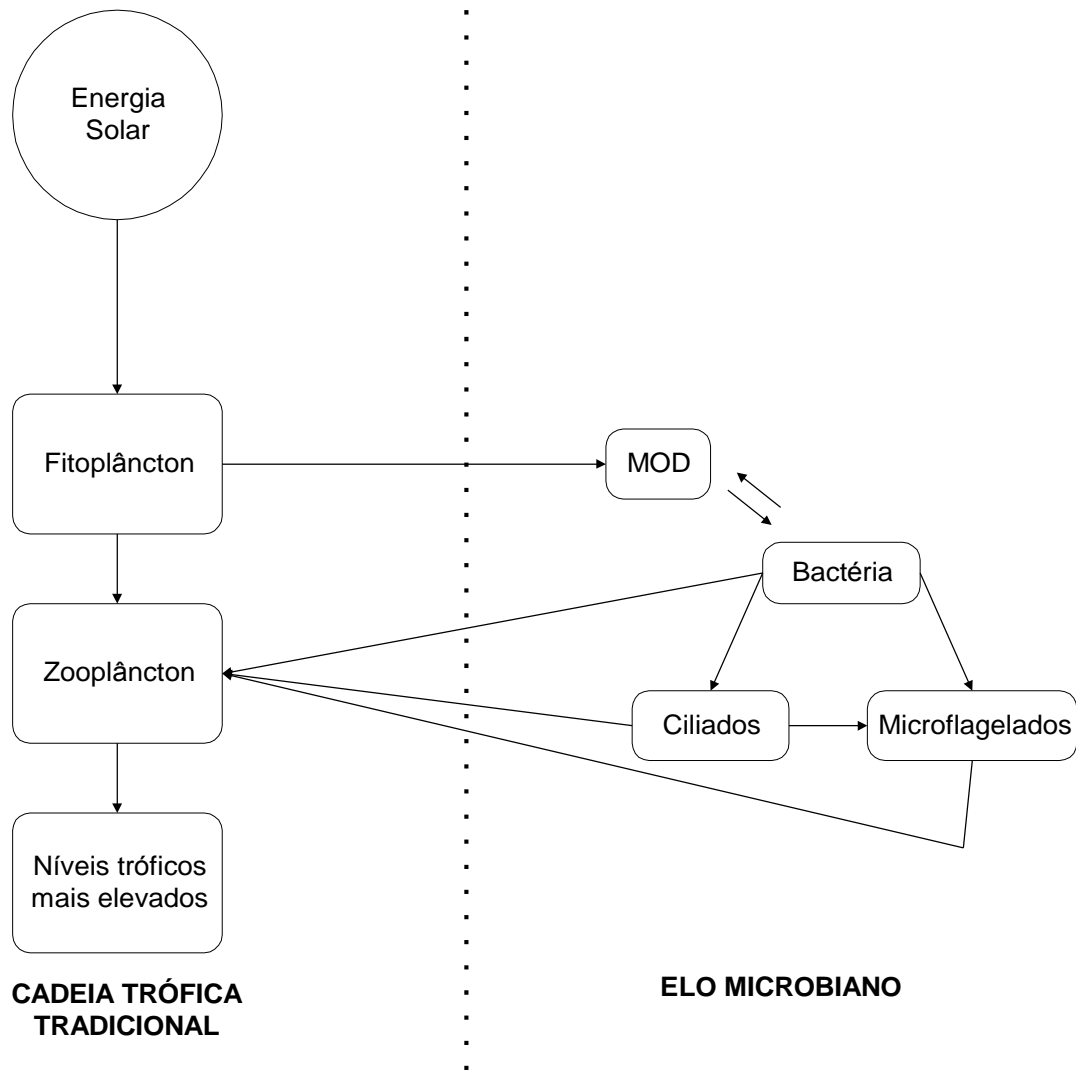 Energia
Solar
Fitoplâncton
MOD
Bactéria
Zooplâncton
Ciliados
Microflagelados
Níveis tróficos
mais elevados
CADEIA TRÓFICA
TRADICIONAL
ELO MICROBIANO